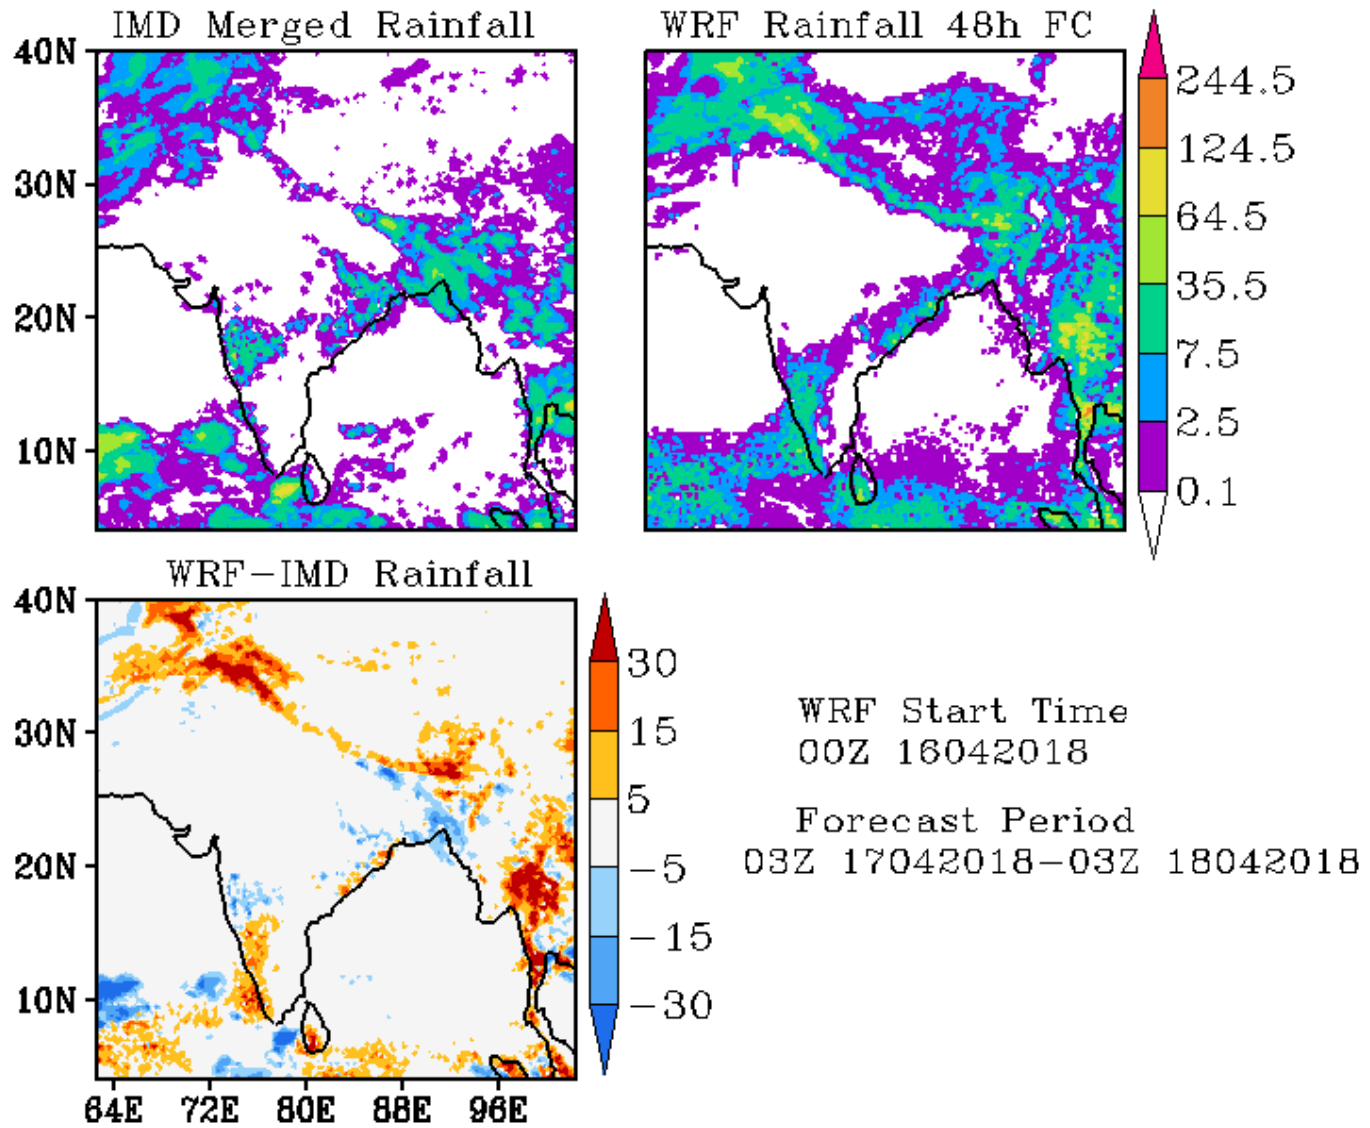 IMD Merged Rainfall
WRF Rainfall 48h FC
40N
30N
20N
10N
244.5
124.5
64.5
35.5
7.5
2.5
0.1
WRF-IMD Rainfall
40N
30N
20N
10N
64E 72E 80E 88E 96E
30
15
5
-5
-15
-30
WRF Start Time
00Z 16042018
Forecast Period
03Z 17042018-03Z 18042018